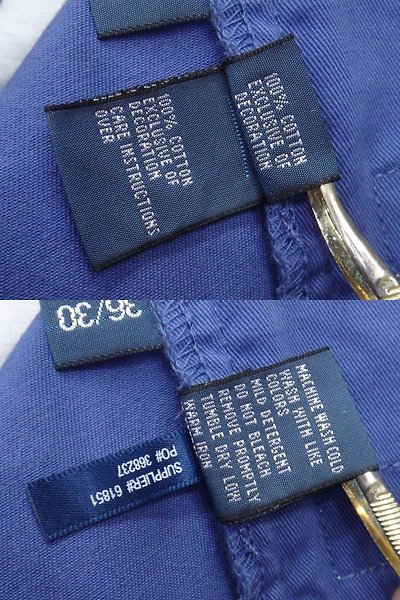 100% COTTON
EXCLUSIVE OF
DECORATION
CARE INSTRUCTIONS
OVER
100% COTTON
EXCLUSIVE OF
DECORATION
36/30
MACHINE WASH COLD
WASH WITH LIKE
COLORS
MILD DETERGENT
DO NOT BLEACH
REMOVE PROMPTLY
TUMBLE DRY LOW
WARM IRON
SUPPLIER# 61851
PO# 368237